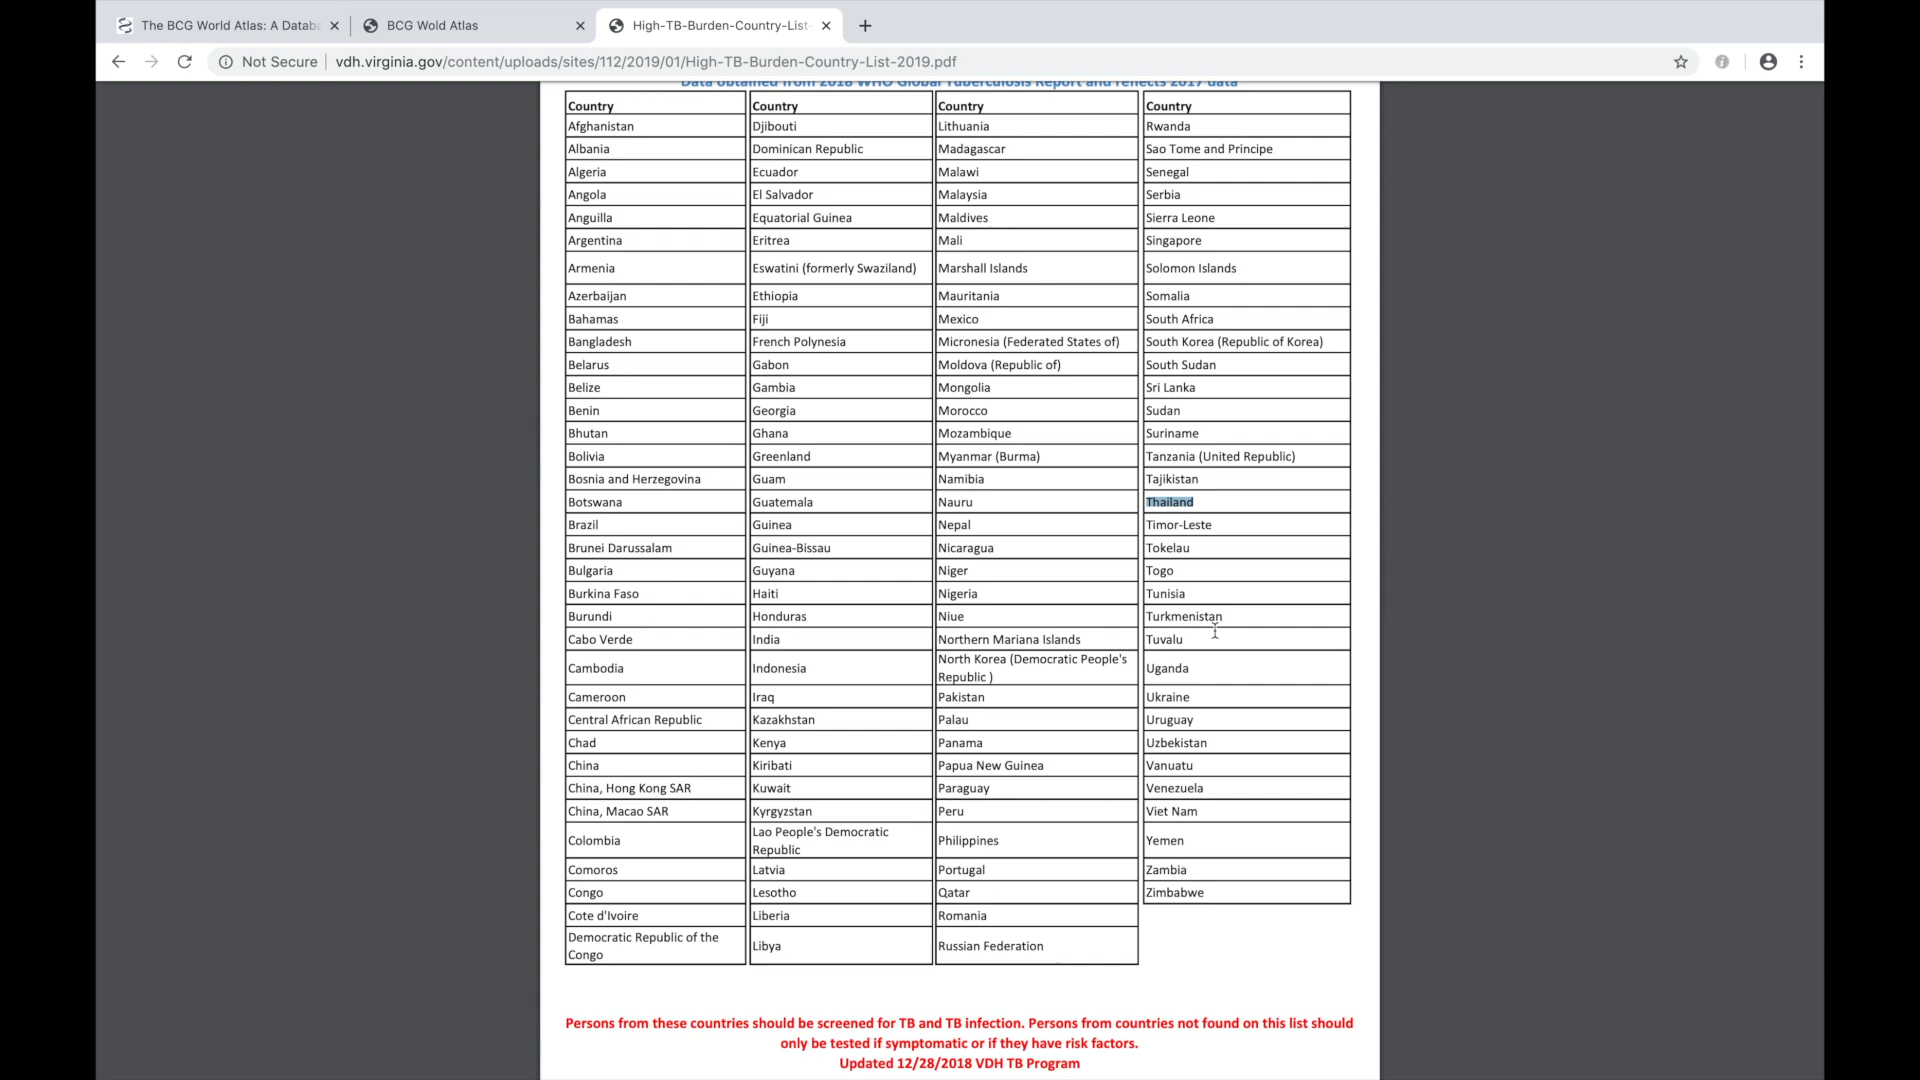 The BCG World Atlas: A Databa
BCG Wold Atlas
High-TB-Burden-Country-List-
Not Secure
vdh.virginia.gov/content/uploads/sites/112/2019/01/High-TB-Burden-Country-List-2019.pdf
Data obtained from 2018 WHO Global Tuberculosis Report and reflects 2017 data
Country Country Country Country
Afghanistan Djibouti Lithuania Rwanda
Albania Dominican Republic Madagascar Sao Tome and Principe
Algeria Ecuador Malawi Senegal
Angola El Salvador Malaysia Serbia
Anguilla Equatorial Guinea Maldives Sierra Leone
Argentina Eritrea Mali Singapore
Armenia Eswatini (formerly Swaziland) Marshall Islands Solomon Islands
Azerbaijan Ethiopia Mauritania Somalia
Bahamas Fiji Mexico South Africa
Bangladesh French Polynesia Micronesia (Federated States of) South Korea (Republic of Korea)
Belarus Gabon Moldova (Republic of) South Sudan
Belize Gambia Mongolia Sri Lanka
Benin Georgia Morocco Sudan
Bhutan Ghana Mozambique Suriname
Bolivia Greenland Myanmar (Burma) Tanzania (United Republic)
Bosnia and Herzegovina Guam Namibia Tajikistan
Botswana Guatemala Nauru Thailand
Brazil Guinea Nepal Timor-Leste
Brunei Darussalam Guinea-Bissau Nicaragua Tokelau
Bulgaria Guyana Niger Togo
Burkina Faso Haiti Nigeria Tunisia
Burundi Honduras Niue Turkmenistan
Cabo Verde India Northern Mariana Islands Tuvalu
Cambodia Indonesia North Korea (Democratic People's
Republic ) Uganda
Cameroon Iraq Pakistan Ukraine
Central African Republic Kazakhstan Palau Uruguay
Chad Kenya Panama Uzbekistan
China Kiribati Papua New Guinea Vanuatu
China, Hong Kong SAR Kuwait Paraguay Venezuela
China, Macao SAR Kyrgyzstan Peru Viet Nam
Colombia Lao People's Democratic
Republic Philippines Yemen
Comoros Latvia Portugal Zambia
Congo Lesotho Qatar Zimbabwe
Cote d'Ivoire Liberia Romania
Democratic Republic of the
Congo Libya Russian Federation
Persons from these countries should be screened for TB and TB infection. Persons from countries not found on this list should
only be tested if symptomatic or if they have risk factors.
Updated 12/28/2018 VDH TB Program